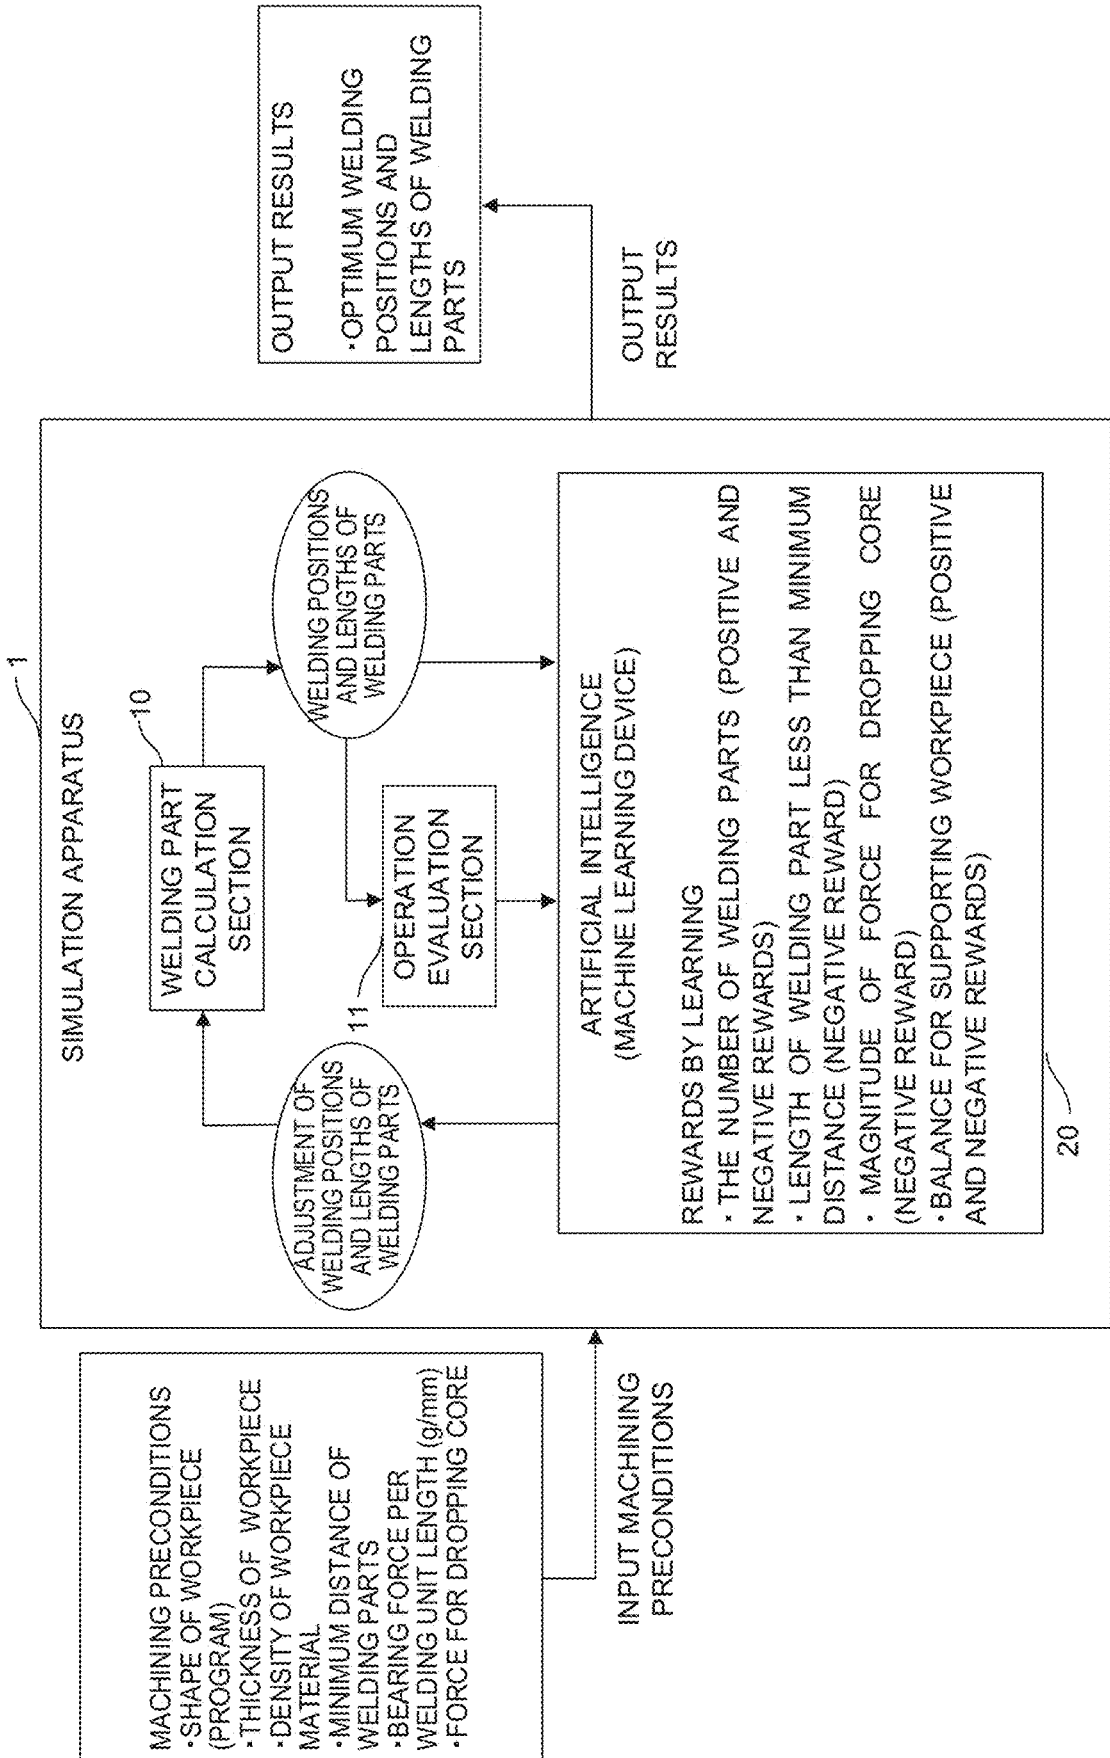 MACHINING PRECONDITIONS
·SHAPE OF WORKPIECE
(PROGRAM)
·THICKNESS OF WORKPIECE
·DENSITY OF WORKPIECE
MATERIAL
·MINIMUM DISTANCE OF
WELDING PARTS
·BEARING FORCE PER
WELDING UNIT LENGTH (g/mm)
·FORCE FOR DROPPING CORE
INPUT MACHINING
PRECONDITIONS
1
SIMULATION APPARATUS
10
WELDING PART
CALCULATION
SECTION
ADJUSTMENT OF
WELDING POSITIONS
AND LENGTHS OF
WELDING PARTS
11
OPERATION
EVALUATION
SECTION
WELDING POSITIONS
AND LENGTHS OF
WELDING PARTS
ARTIFICIAL INTELLIGENCE
(MACHINE LEARNING DEVICE)
REWARDS BY LEARNING
· THE NUMBER OF WELDING PARTS (POSITIVE AND
NEGATIVE REWARDS)
· LENGTH OF WELDING PART LESS THAN MINIMUM
DISTANCE (NEGATIVE REWARD)
· MAGNITUDE OF FORCE FOR DROPPING CORE
(NEGATIVE REWARD)
·BALANCE FOR SUPPORTING WORKPIECE (POSITIVE
AND NEGATIVE REWARDS)
20
OUTPUT
RESULTS
OUTPUT RESULTS
·OPTIMUM WELDING
POSITIONS AND
LENGTHS OF WELDING
PARTS